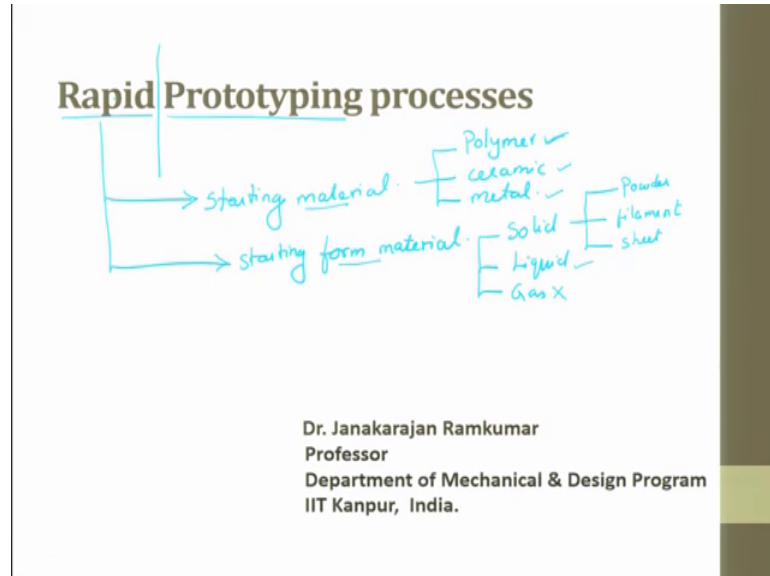 Rapid Prototyping processes
Starting material.
Polymer ✓
ceramic ✓
metal. ✓
Starting form material.
Solid
Powder
filament
sheet
Liquid ✓
Gas X
Dr. Janakarajan Ramkumar
Professor
Department of Mechanical & Design Program
IIT Kanpur, India.